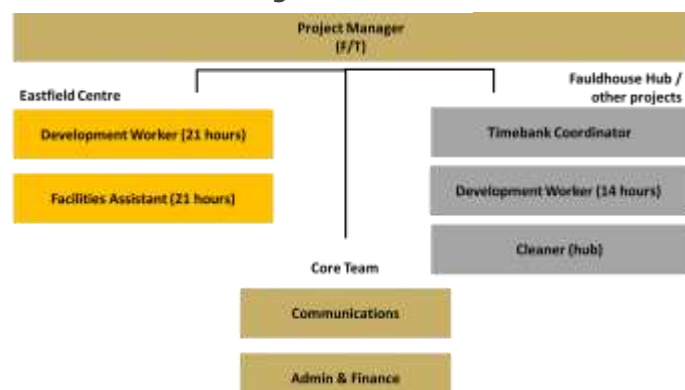 Project Manager
(F/T)
Eastfield Centre
Development Worker (21 hours)
Facilities Assistant (21 hours)
Fauldhouse Hub /
other projects
Timebank Coordinator
Development Worker (14 hours)
Cleaner (hub)
Core Team
Communications
Admin & Finance